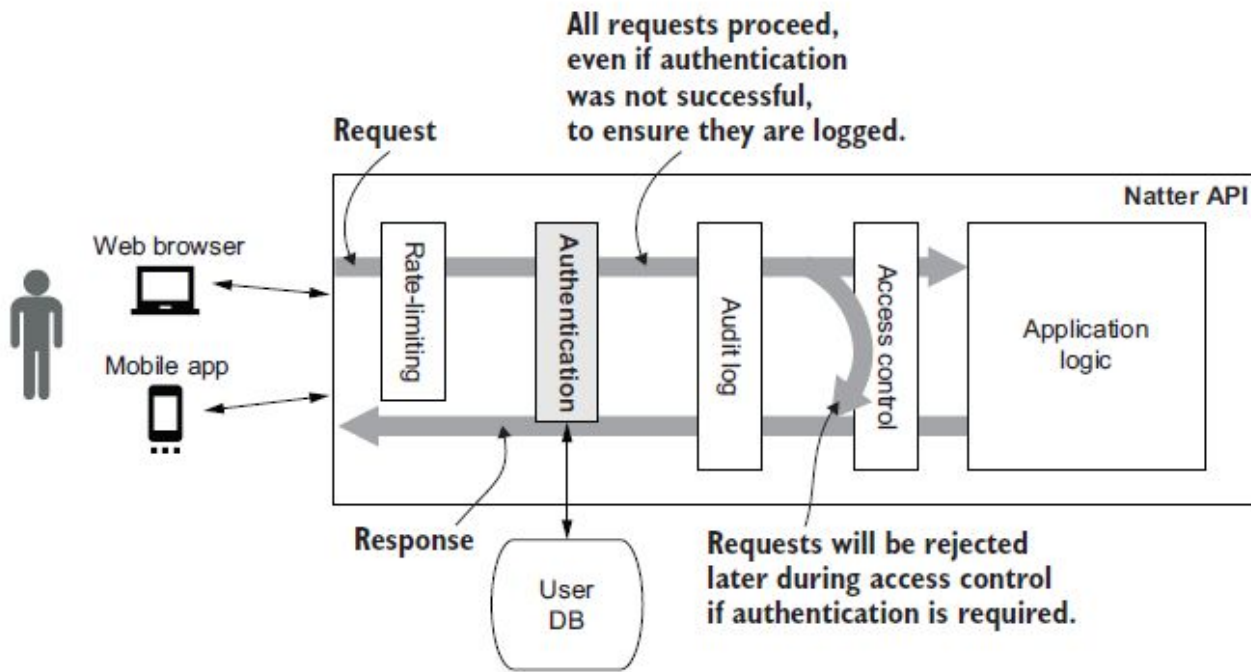 All requests proceed,
even if authentication
was not successful,
to ensure they are logged.
Request
Natter API
Web browser
Mobile app
Rate-limiting
Authentication
Audit log
Access control
Application
logic
Response
User
DB
Requests will be rejected
later during access control
if authentication is required.